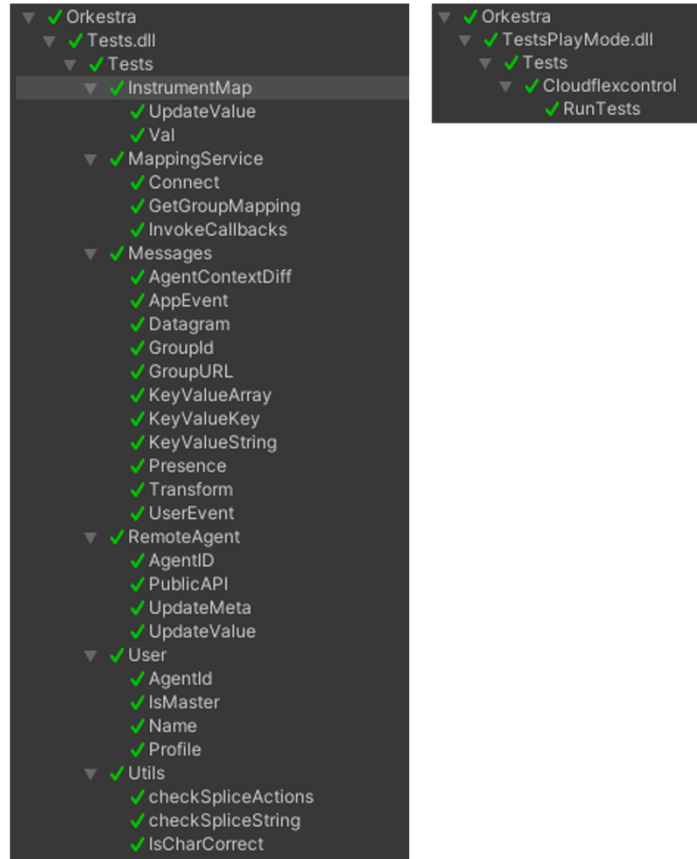 Orkestra
Tests.dll
Tests
InstrumentMap
UpdateValue
Val
MappingService
Connect
GetGroupMapping
InvokeCallbacks
Messages
AgentContextDiff
AppEvent
Datagram
GroupId
GroupURL
KeyValueArray
KeyValueKey
KeyValueString
Presence
Transform
UserEvent
RemoteAgent
AgentID
PublicAPI
UpdateMeta
UpdateValue
User
AgentId
IsMaster
Name
Profile
Utils
checkSpliceActions
checkSpliceString
IsCharCorrect
Orkestra
TestsPlayMode.dll
Tests
Cloudflexcontrol
RunTests